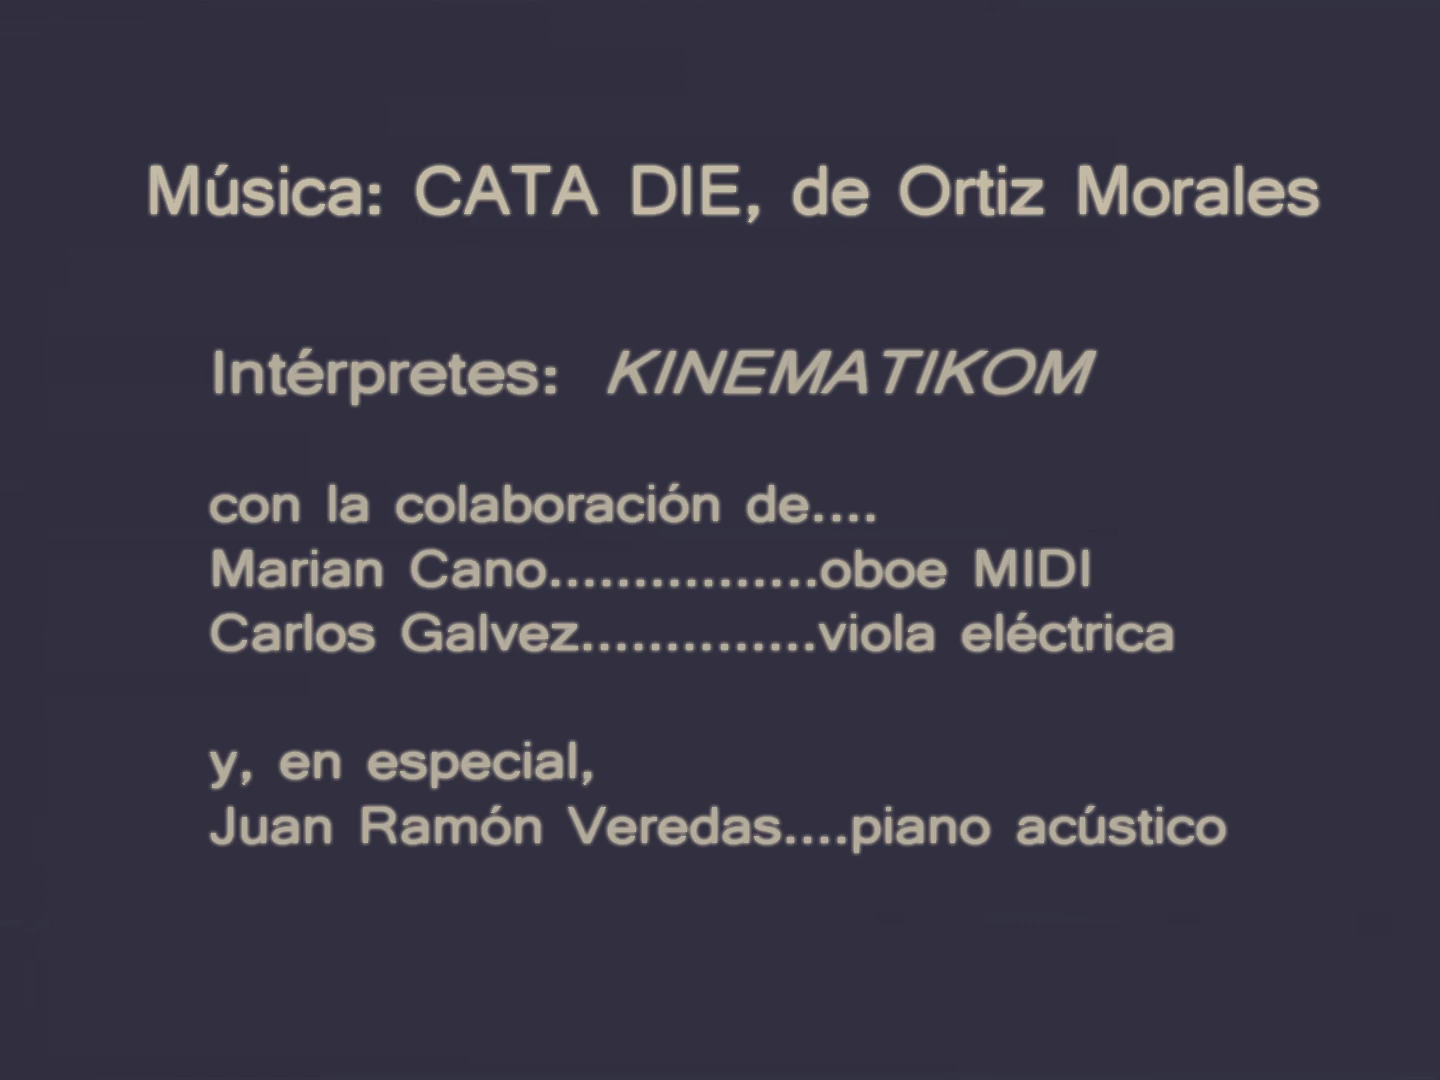 Música: CATA DIE, de Ortiz Morales
Intérpretes: KINEMATIKOM
con la colaboración de....
Marian Cano................oboe MIDI
Carlos Galvez..............viola eléctrica
y, en especial,
Juan Ramón Veredas....piano acústico